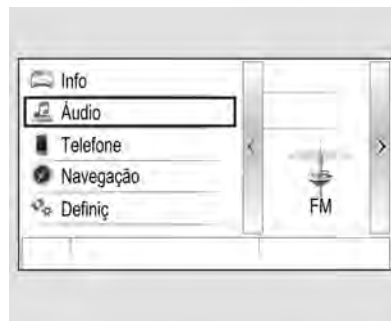 Info
Áudio
Telefone
Navegação
Definiç
FM